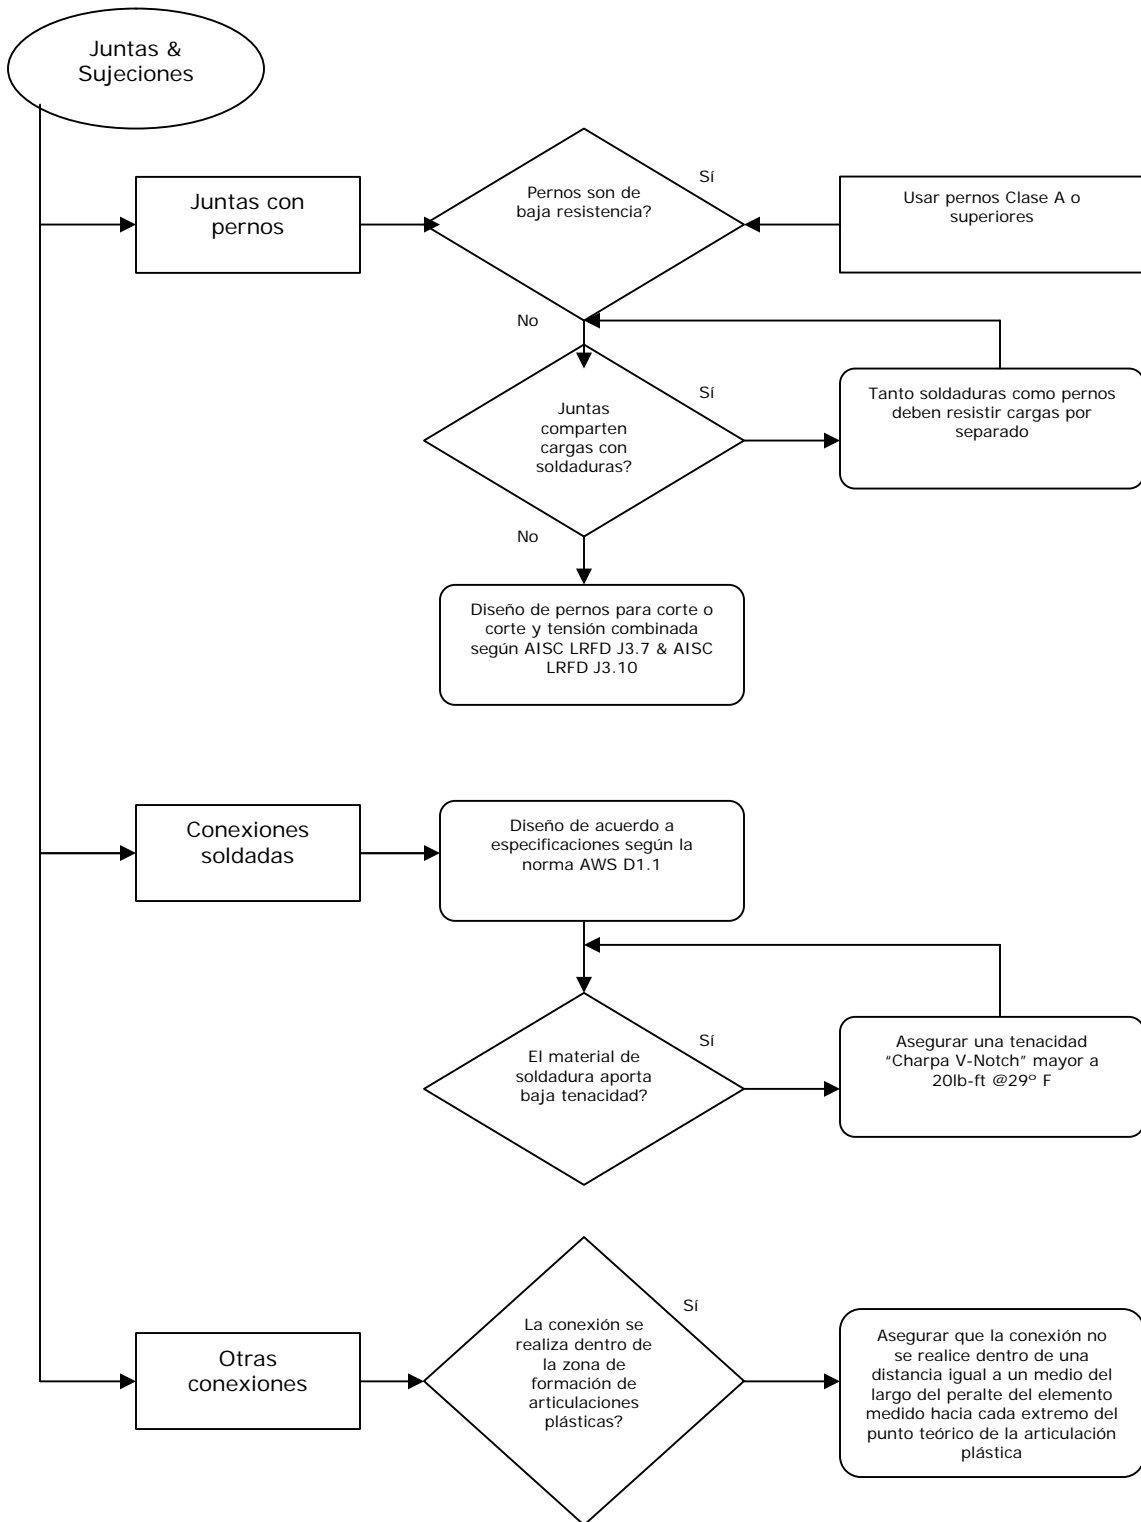 Juntas &
Sujeciones
Juntas con
pernos
Pernos son de
baja resistencia?
Sí
Usar pernos Clase A o
superiores
No
Juntas
comparten
cargas con
soldaduras?
Sí
Tanto soldaduras como pernos
deben resistir cargas por
separado
No
Diseño de pernos para corte o
corte y tensión combinada
según AISC LRFD J3.7 & AISC
LRFD J3.10
Conexiones
soldadas
Diseño de acuerdo a
especificaciones según la
norma AWS D1.1
El material de
soldadura aporta
baja tenacidad?
Sí
Asegurar una tenacidad
“Charpa V-Notch” mayor a
20lb-ft @29º F
Otras
conexiones
La conexión se
realiza dentro de
la zona de
formación de
articulaciones
plásticas?
Sí
Asegurar que la conexión no
se realice dentro de una
distancia igual a un medio del
largo del peralte del elemento
medido hacia cada extremo del
punto teórico de la articulación
plástica